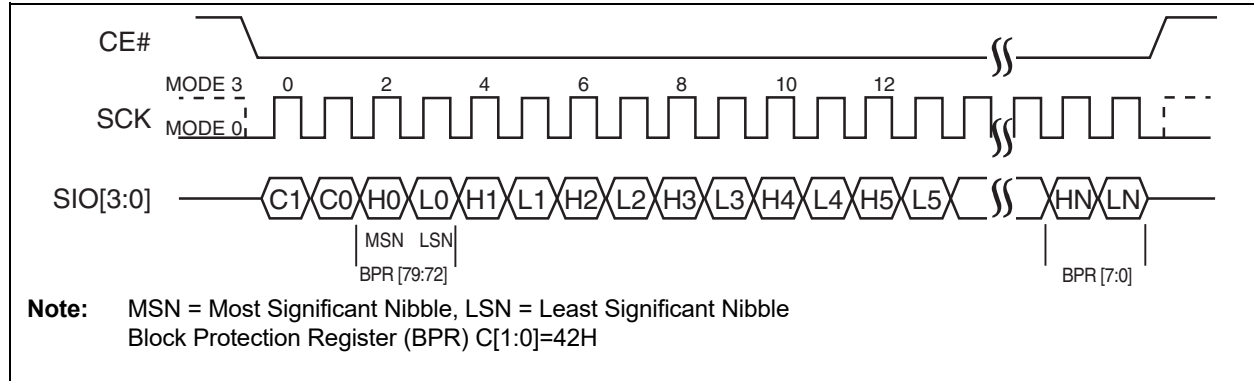 CE#
MODE 3 0 2 4 6 8 10 12
SCK MODE 0
SIO[3:0] C1 C0 H0 L0 H1 L1 H2 L2 H3 L3 H4 L4 H5 L5 HN LN
MSN LSN
BPR [79:72] BPR [7:0]
Note: MSN = Most Significant Nibble, LSN = Least Significant Nibble
Block Protection Register (BPR) C[1:0]=42H